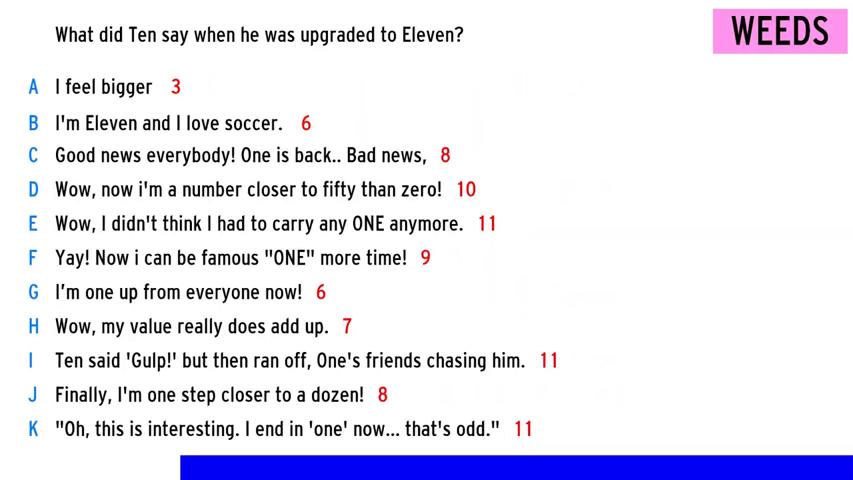 What did Ten say when he was upgraded to Eleven?
WEEDS
A I feel bigger 3
B I'm Eleven and I love soccer. 6
C Good news everybody! One is back.. Bad news, 8
D Wow, now i'm a number closer to fifty than zero! 10
E Wow, I didn't think I had to carry any ONE anymore. 11
F Yay! Now i can be famous "ONE" more time! 9
G I’m one up from everyone now! 6
H Wow, my value really does add up. 7
I Ten said 'Gulp!' but then ran off, One's friends chasing him. 11
J Finally, I'm one step closer to a dozen! 8
K "Oh, this is interesting. I end in 'one' now... that's odd." 11